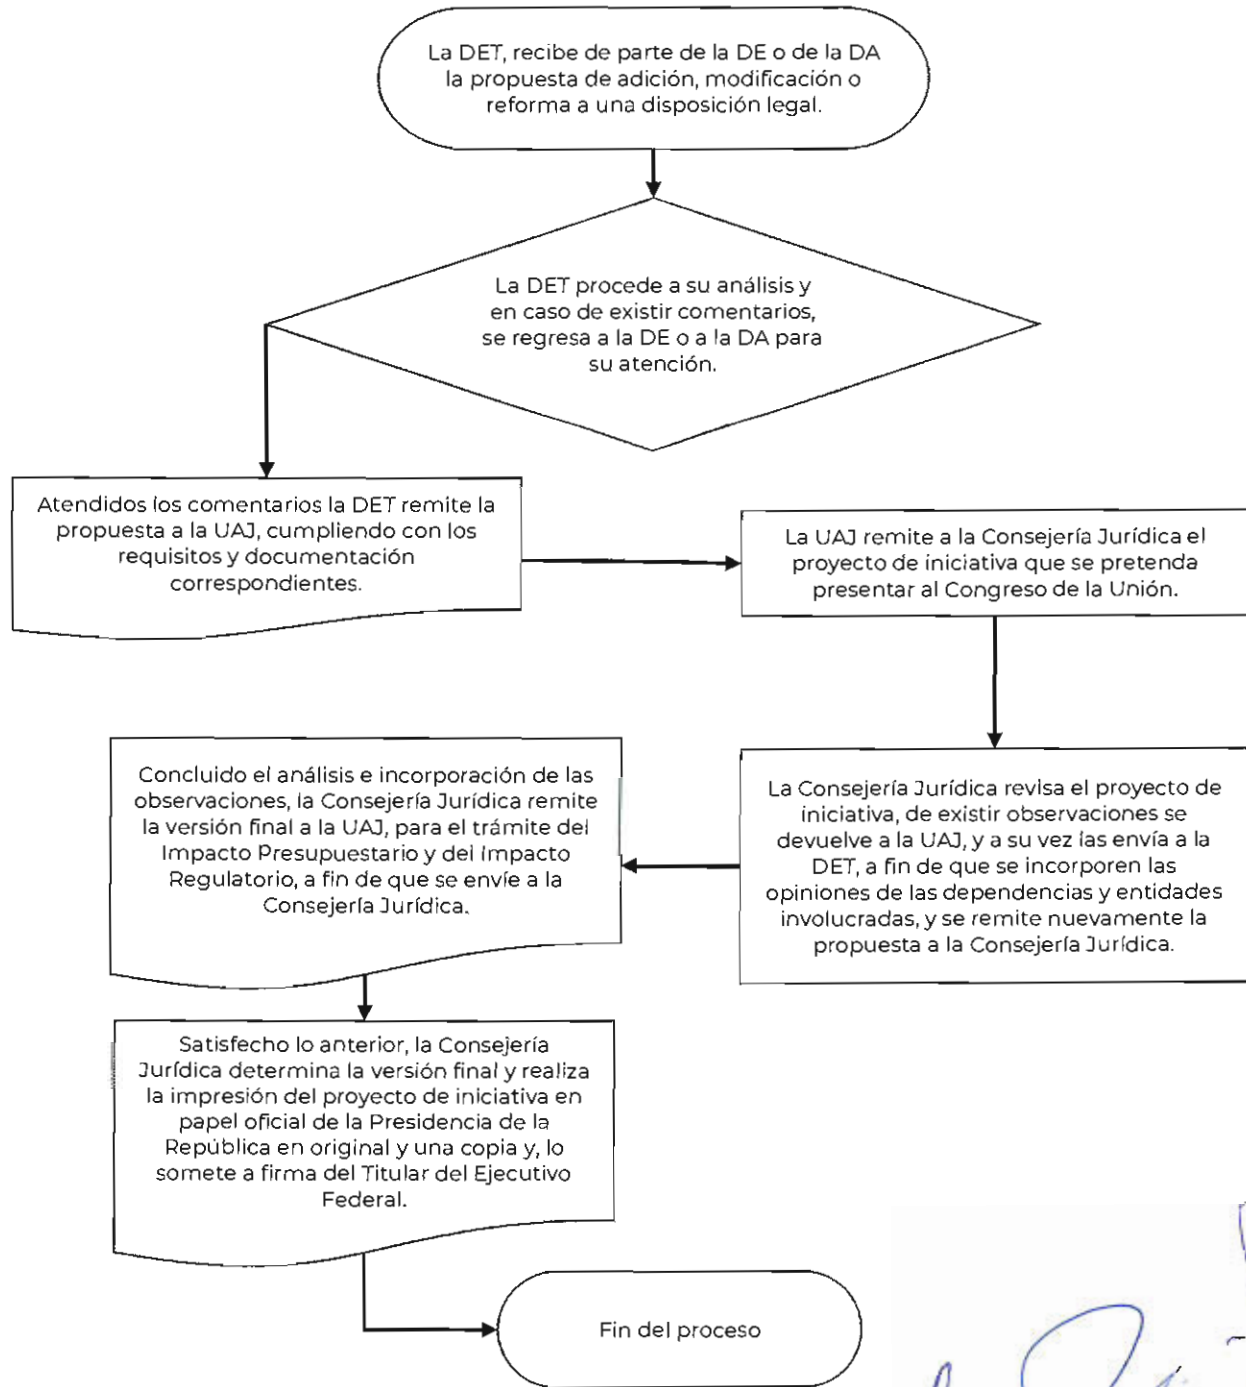 La DET, recibe de parte de la DE o de la DA
la propuesta de adición, modificación o
reforma a una disposición legal.
La DET procede a su análisis y
en caso de existir comentarios,
se regresa a la DE o a la DA para
su atención.
Atendidos los comentarios la DET remite la
propuesta a la UAJ, cumpliendo con los
requisitos y documentación
correspondientes.
La UAJ remite a la Consejería Jurídica el
proyecto de iniciativa que se pretenda
presentar al Congreso de la Unión.
La Consejería Jurídica revisa el proyecto de
iniciativa, de existir observaciones se
devuelve a la UAJ, y a su vez las envía a la
DET, a fin de que se incorporen las
opiniones de las dependencias y entidades
involucradas, y se remite nuevamente la
propuesta a la Consejería Jurídica.
Concluido el análisis e incorporación de las
observaciones, la Consejería Jurídica remite
la versión final a la UAJ, para el trámite del
Impacto Presupuestario y del Impacto
Regulatorio, a fin de que se envíe a la
Consejería Jurídica.
Satisfecho lo anterior, la Consejería
Jurídica determina la versión final y realiza
la impresión del proyecto de iniciativa en
papel oficial de la Presidencia de la
República en original y una copia y, lo
somete a firma del Titular del Ejecutivo
Federal.
Fin del proceso